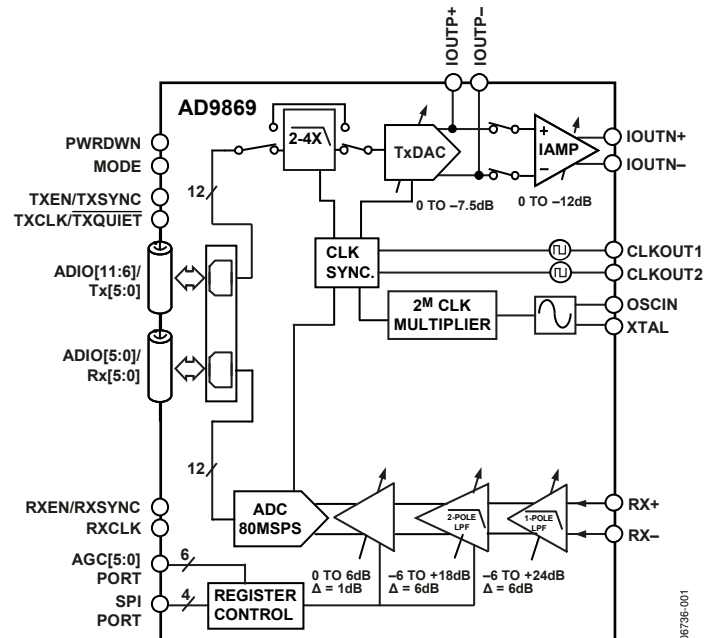 IOUTP+
IOUTP–
AD9869
PWRDWN
MODE
TXEN/TXSYNC
TXCLK/TXQUIET
ADIO[11:6]/
Tx[5:0]
ADIO[5:0]/
Rx[5:0]
RXEN/RXSYNC
RXCLK
AGC[5:0]
PORT
SPI
PORT
12
12
6
4
2-4X
TxDAC
0 TO –7.5dB
+
–
IAMP
0 TO –12dB
IOUTN+
IOUTN–
CLK
SYNC.
CLKOUT1
CLKOUT2
2M CLK
MULTIPLIER
OSCIN
XTAL
ADC
80MSPS
2-POLE
LPF
1-POLE
LPF
RX+
RX–
0 TO 6dB
Δ = 1dB
–6 TO +18dB
Δ = 6dB
–6 TO +24dB
Δ = 6dB
REGISTER
CONTROL
06736-001